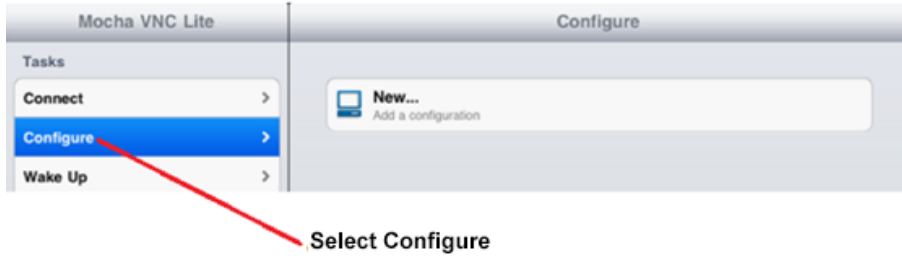 Mocha VNC Lite
Configure
Tasks
Connect
Configure
Wake Up
New...
Add a configuration
Select Configure